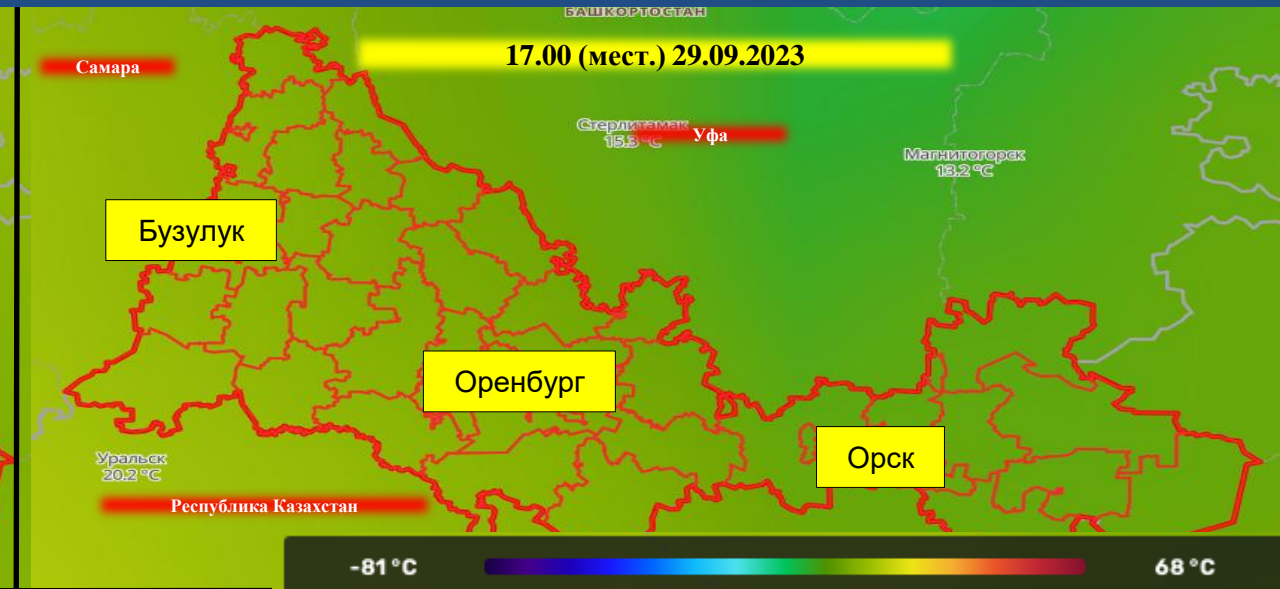 БАШКОРТОСТАН
17.00 (мест.) 29.09.2023
Самара
Стерлитамак
15.3 °C
Уфа
Магнитогорск
13.2 °C
Бузулук
Оренбург
Орск
Уральск
20.2 °C
Республика Казахстан
-81°C
68°C